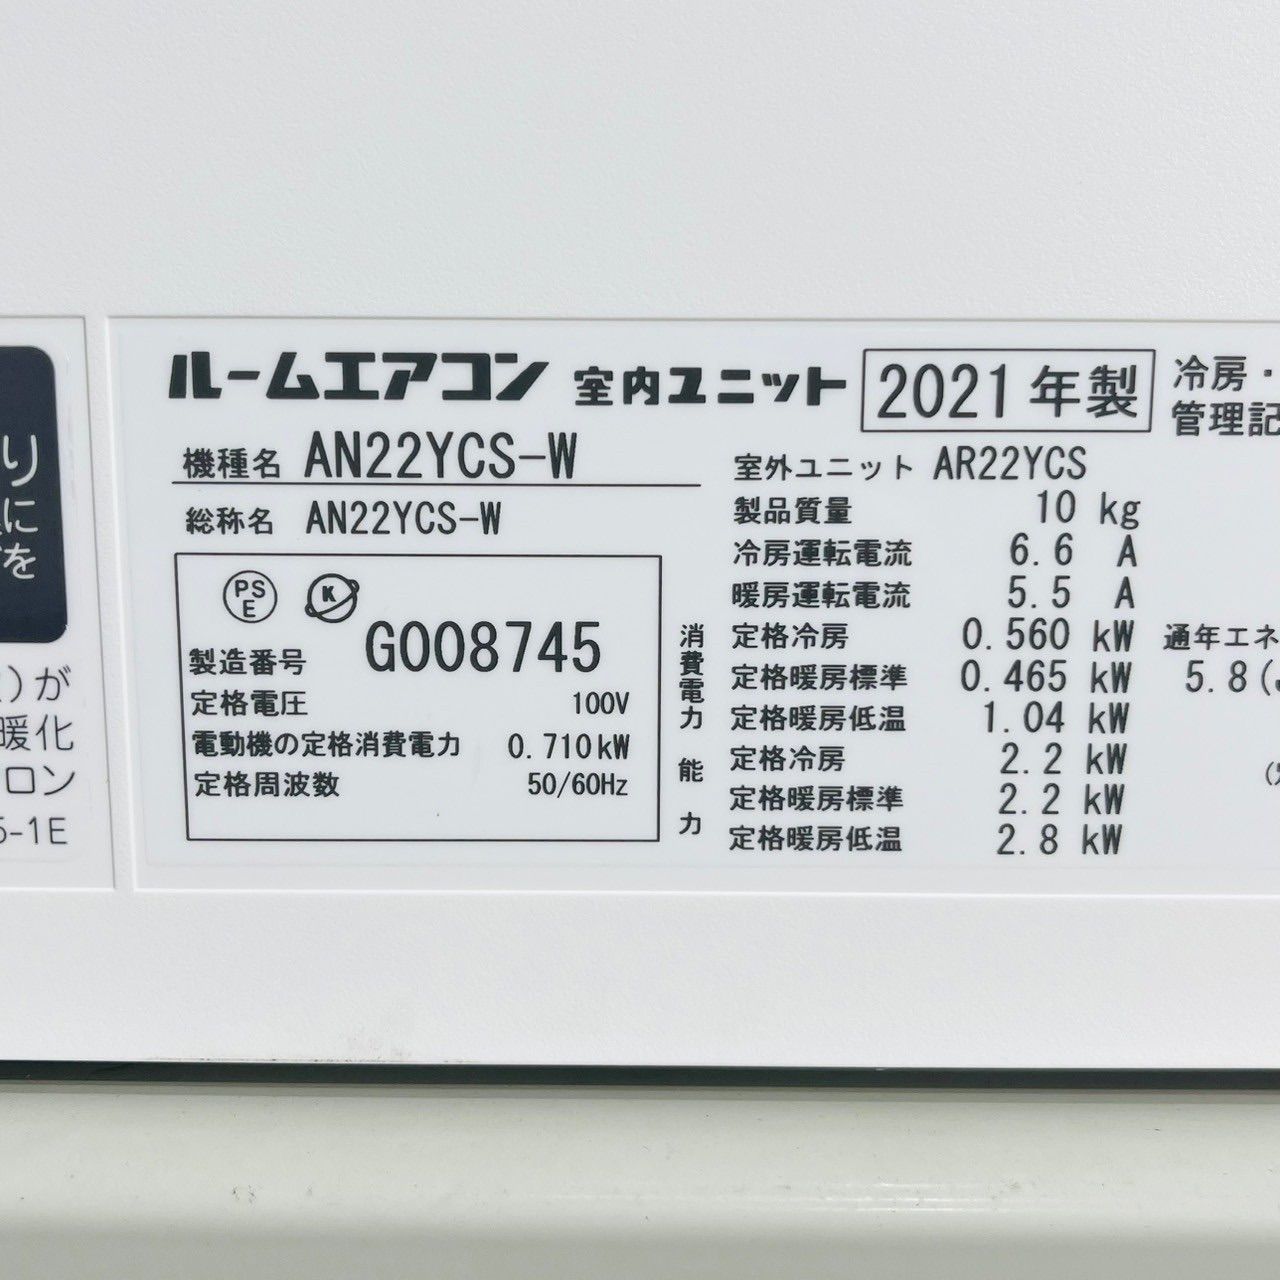 り
に
を
)が
暖化
ロン
5-1E
ルームエアコン 室内ユニット 2021年製
機種名 AN22YCS-W
総称名 AN22YCS-W
PS
E
K
製造番号 G008745
定格電圧 100V
電動機の定格消費電力 0.710kW
定格周波数 50/60Hz
室外ユニット AR22YCS
製品質量 10 kg
冷房運転電流 6.6 A
暖房運転電流 5.5 A
消費電力
定格冷房 0.560 kW
定格暖房標準 0.465 kW
定格暖房低温 1.04 kW
能力
定格冷房 2.2 kW
定格暖房標準 2.2 kW
定格暖房低温 2.8 kW
冷房・
管理記
通年エネ
5.8(